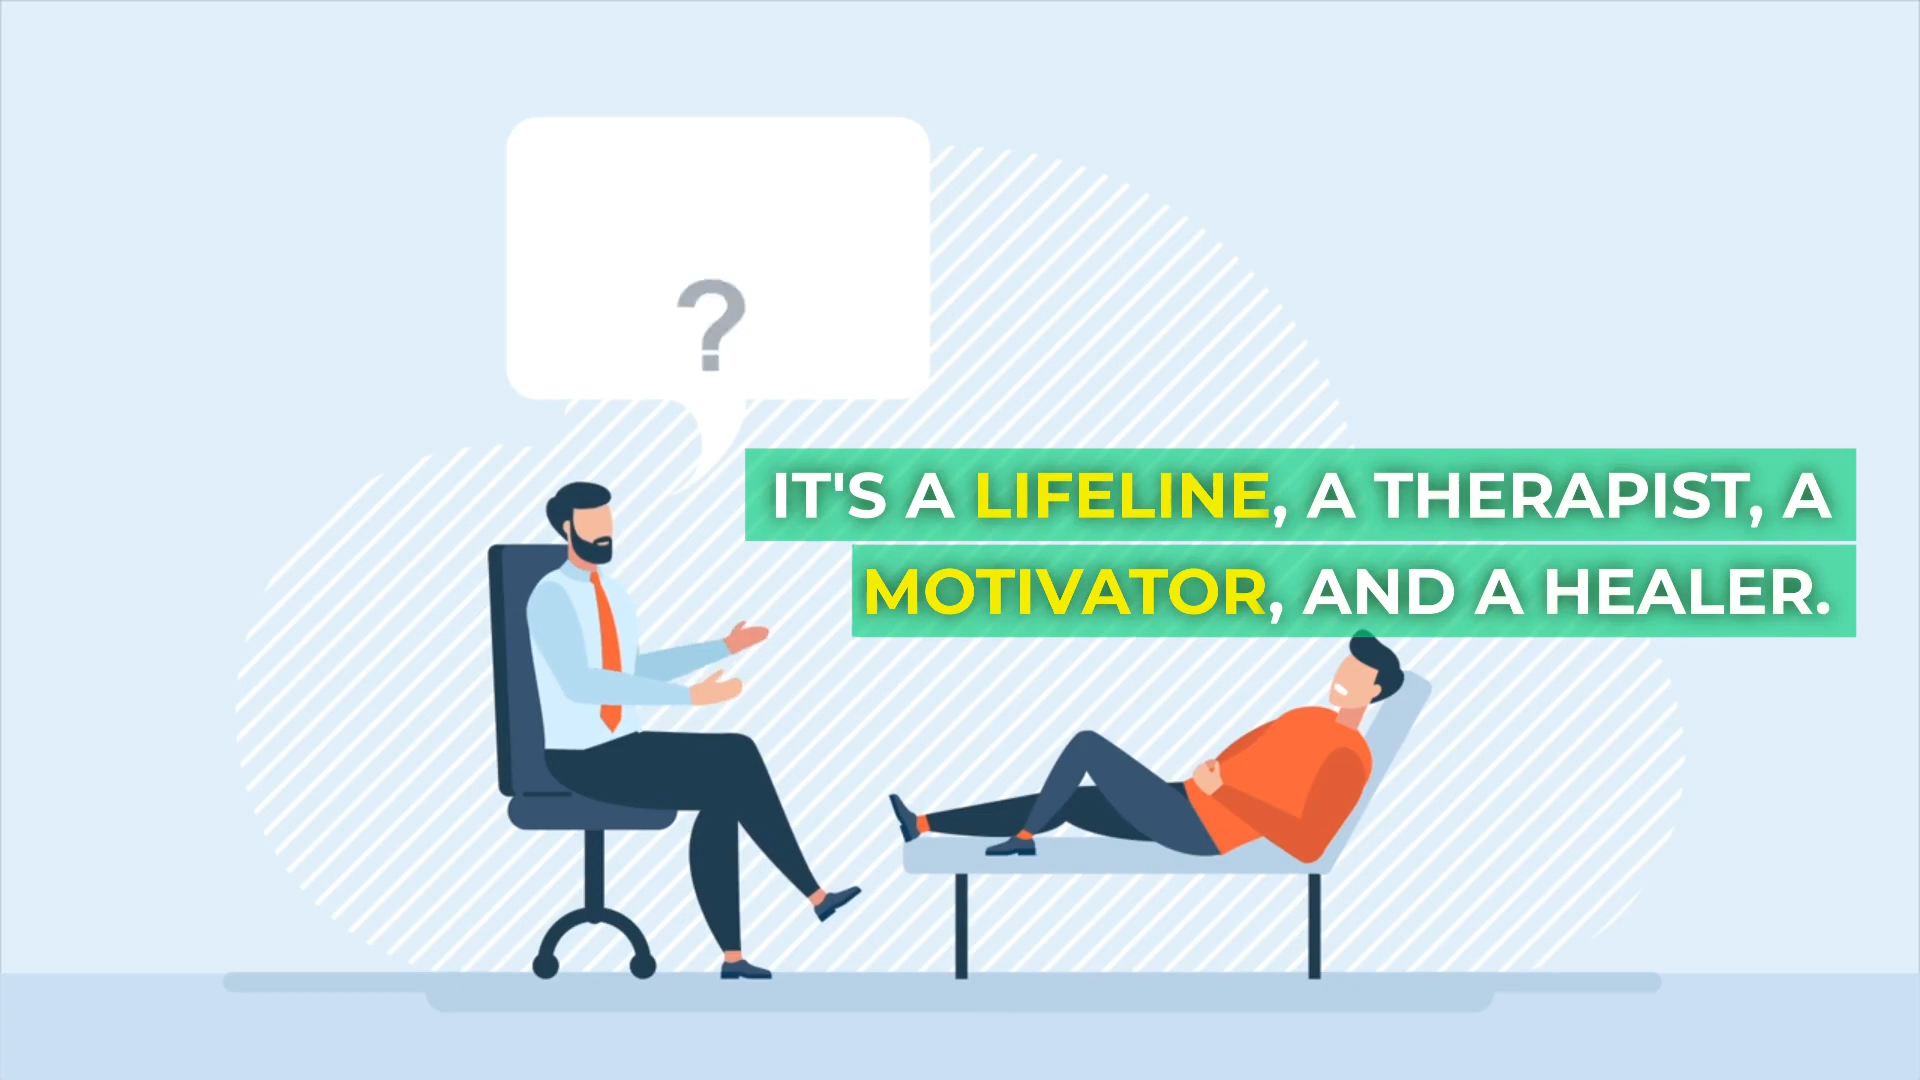 ?
IT'S A LIFELINE, A THERAPIST, A
MOTIVATOR, AND A HEALER.